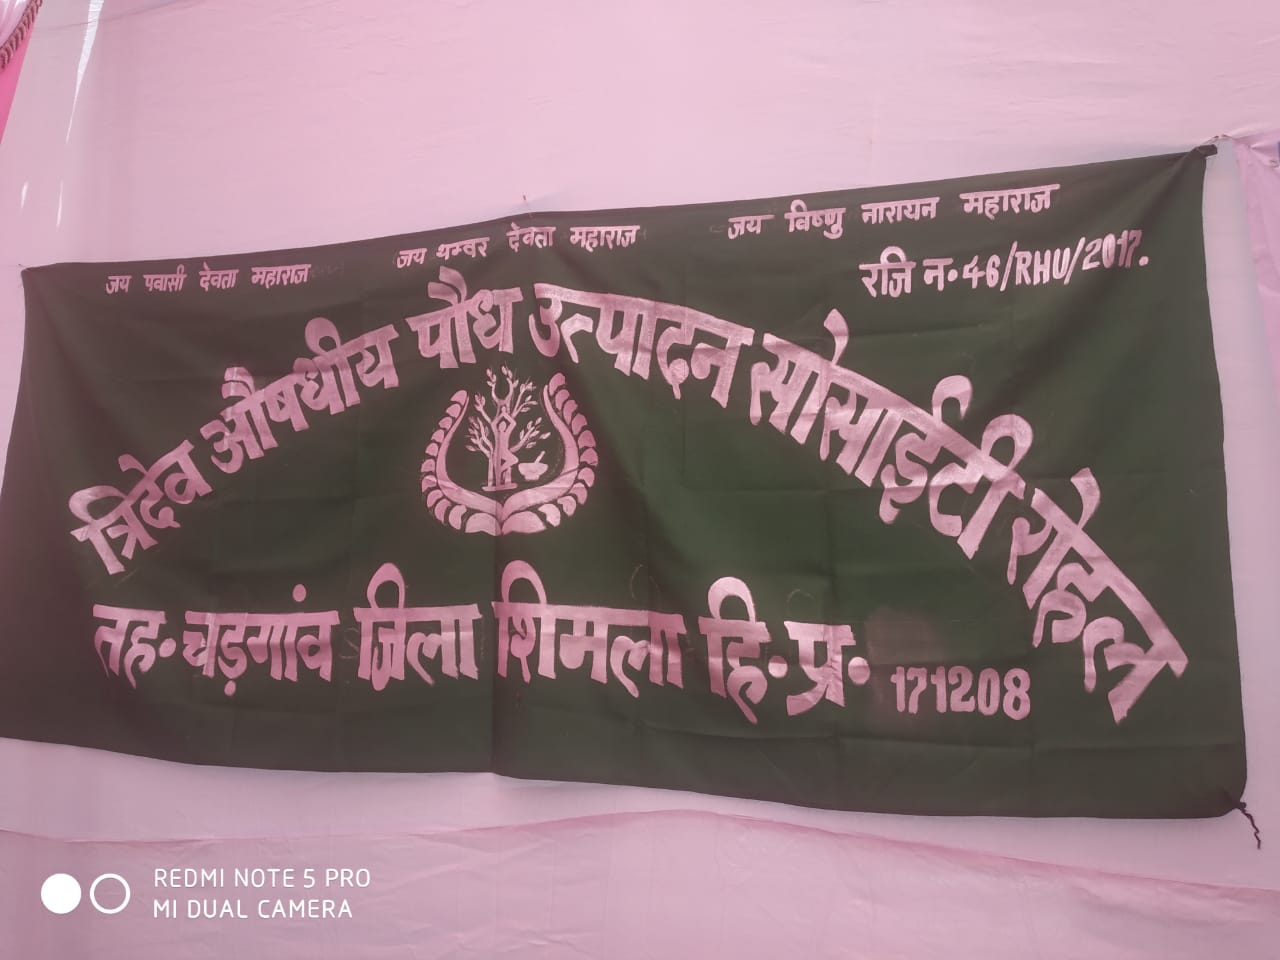 जय पवासी देवता महाराज
जय थम्वर देवता महाराज
जय विष्णु नारायन महाराज
रजि न॰ 46/RHU/2017.
त्रिदेव औषधीय पौध उत्पादन सोसाईटी रोहल
तह॰ चड़गांव जिला शिमला हि॰प्र॰ 171208
REDMI NOTE 5 PRO
MI DUAL CAMERA